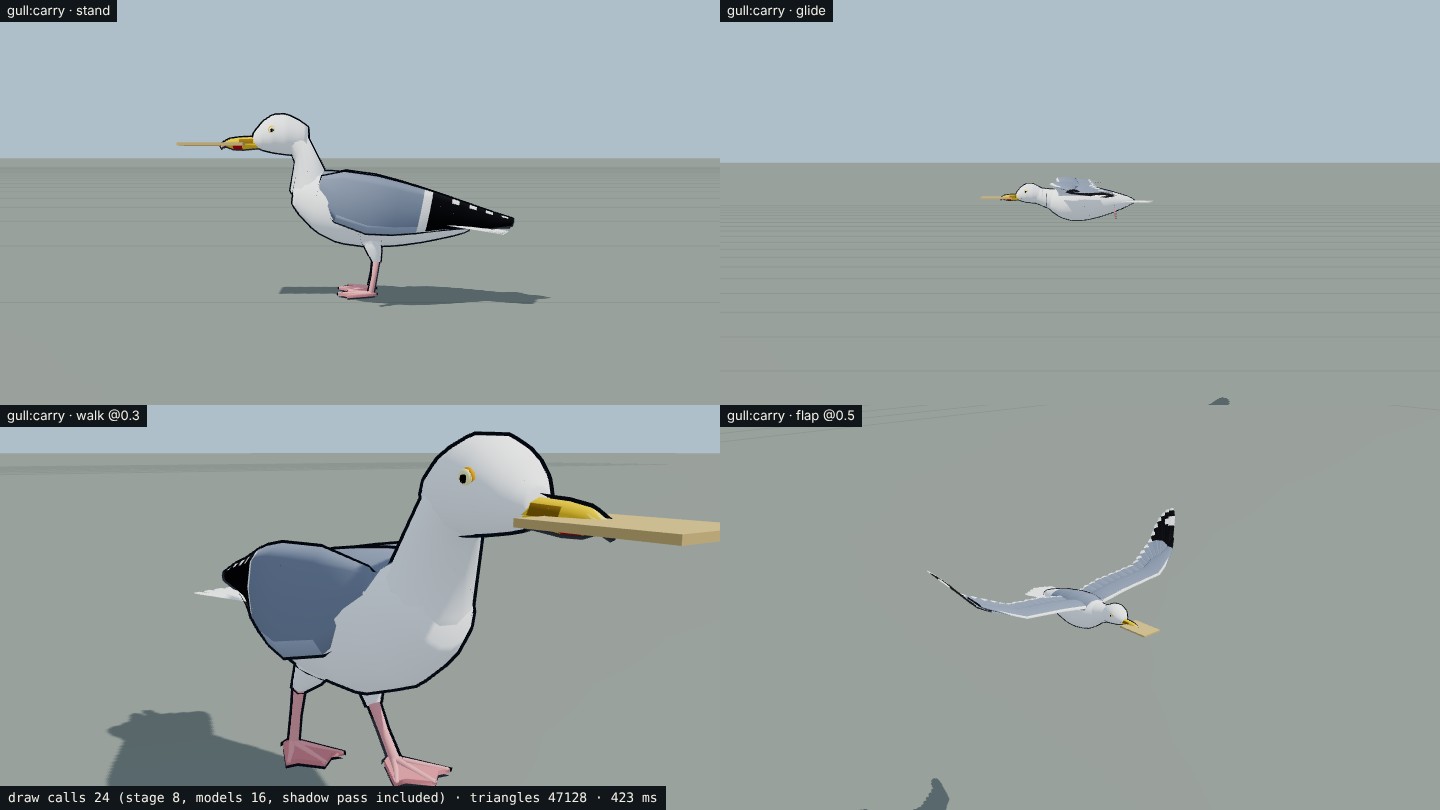 gull:carry · stand
gull:carry · glide
gull:carry · walk @0.3
gull:carry · flap @0.5
draw calls 24 (stage 8, models 16, shadow pass included) · triangles 47128 · 423 ms